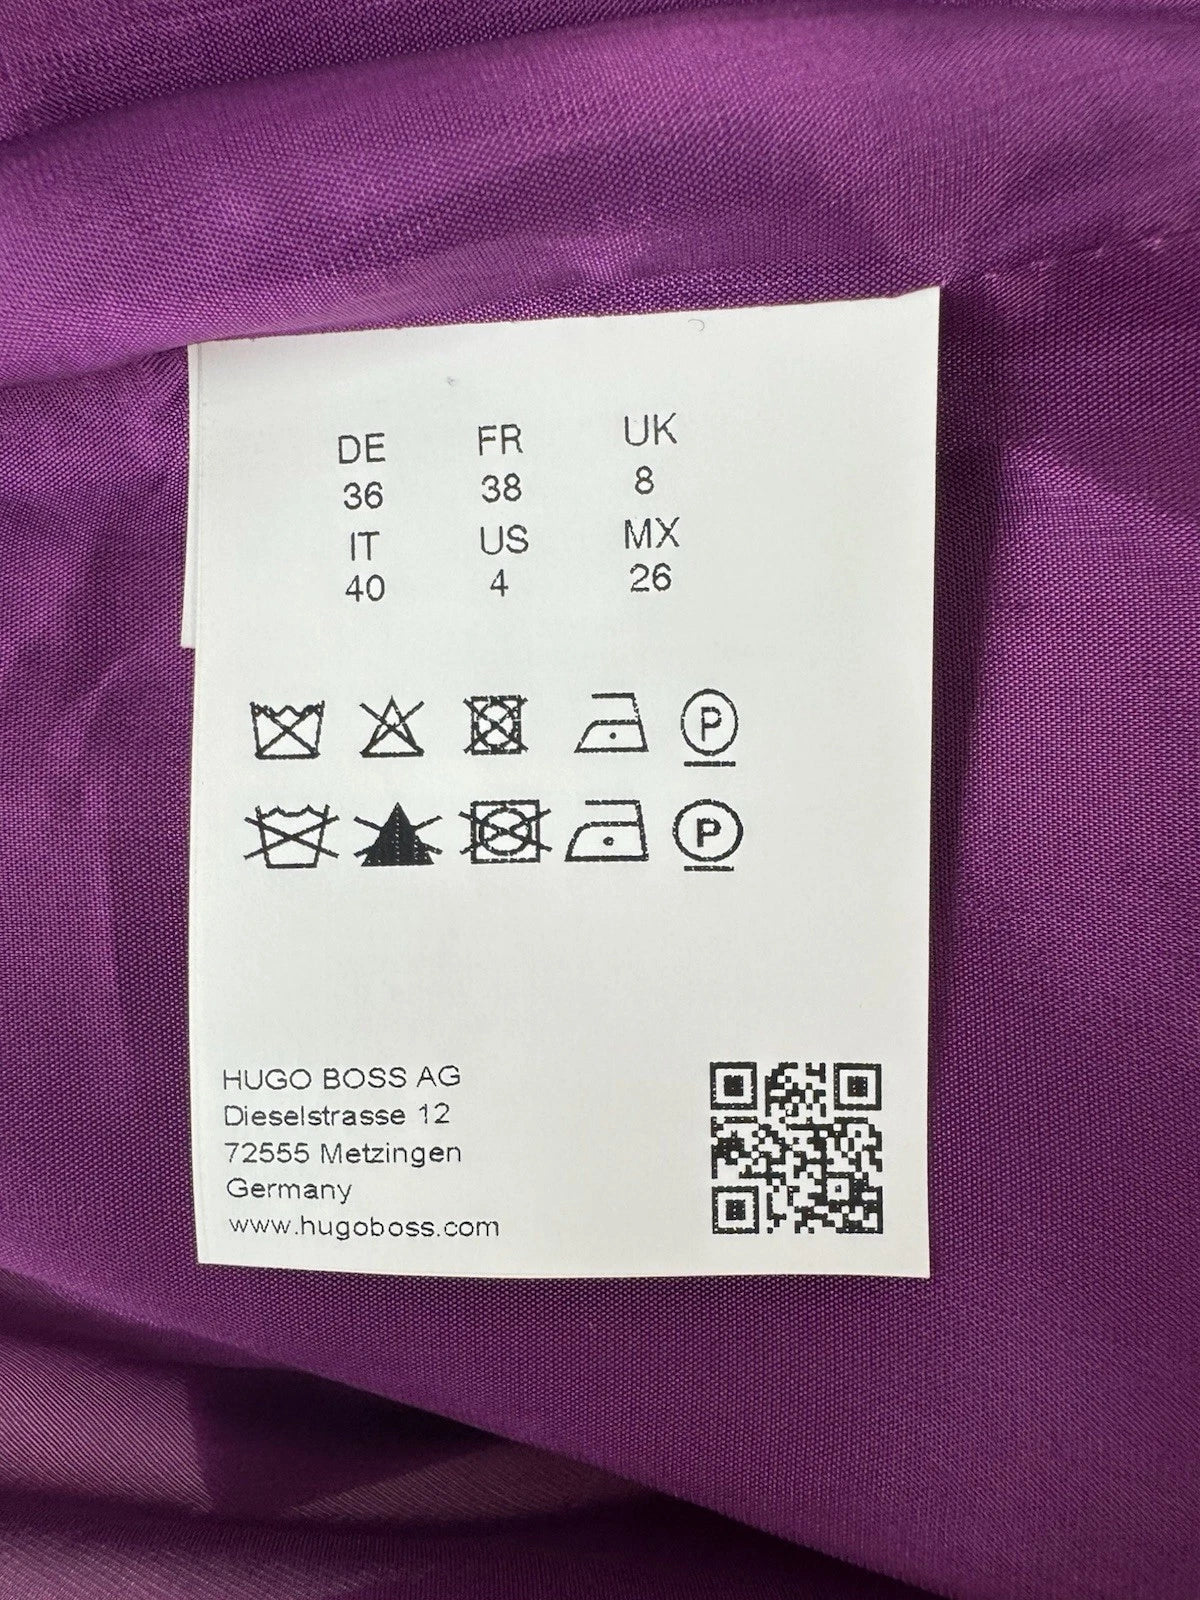 DE FR UK
36 38 8
IT US MX
40 4 26
P
P
HUGO BOSS AG
Dieselstrasse 12
72555 Metzingen
Germany
www.hugoboss.com